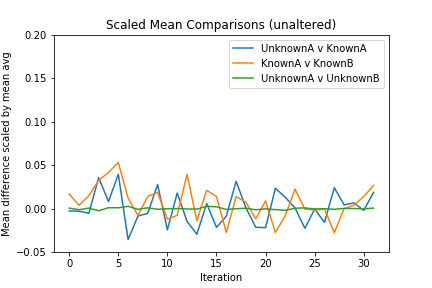 Scaled Mean Comparisons (unaltered)
UnknownA v KnownA
KnownA v KnownB
UnknownA v UnknownB
Mean difference scaled by mean avg
0.20
0.15
0.10
0.05
0.00
−0.05
0 5 10 15 20 25 30
Iteration